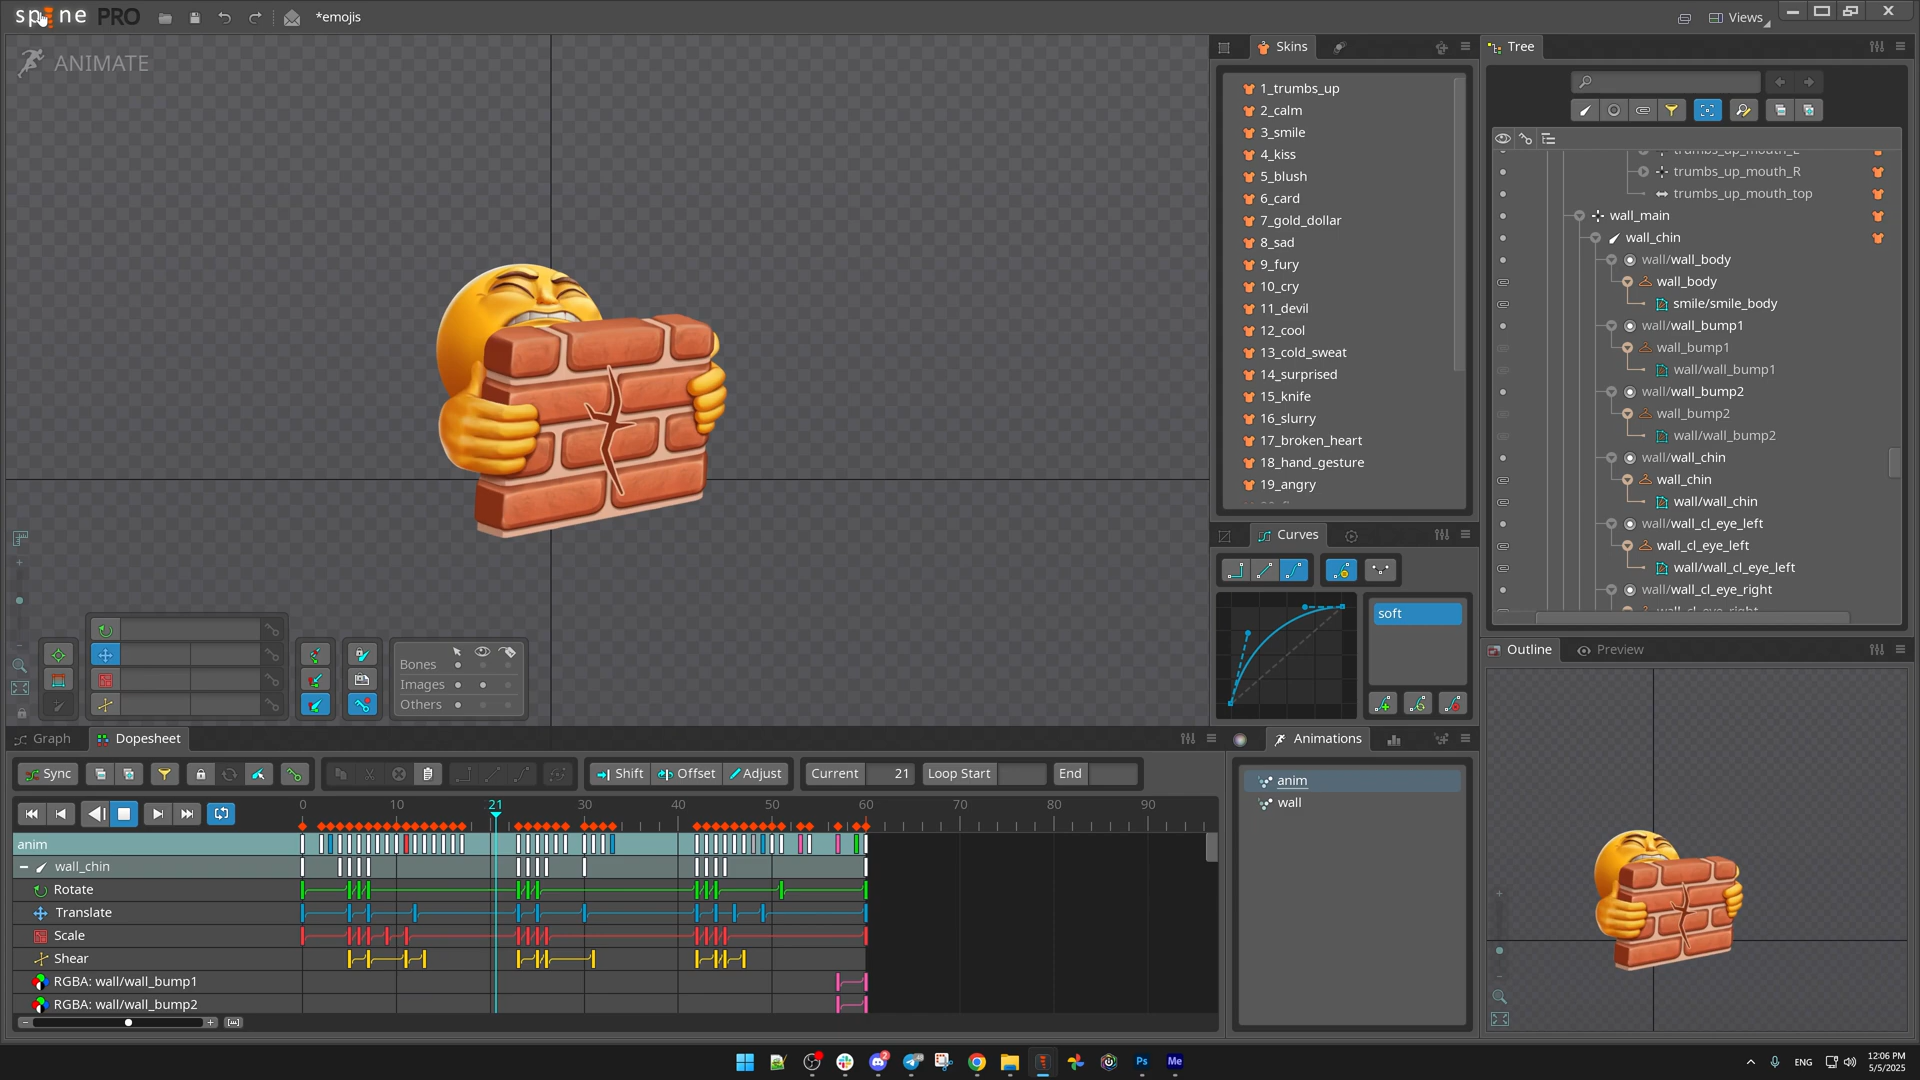 spine PRO
*emojis
Views
ANIMATE
Skins
1_trumbs_up
2_calm
3_smile
4_kiss
5_blush
6_card
7_gold_dollar
8_sad
9_fury
10_cry
11_devil
12_cool
13_cold_sweat
14_surprised
15_knife
16_slurry
17_broken_heart
18_hand_gesture
19_angry
Tree
trumbs_up_mouth_L
trumbs_up_mouth_R
trumbs_up_mouth_top
wall_main
wall_chin
wall/wall_body
wall_body
smile/smile_body
wall/wall_bump1
wall_bump1
wall/wall_bump1
wall/wall_bump2
wall_bump2
wall/wall_bump2
wall/wall_chin
wall_chin
wall/wall_chin
wall/wall_cl_eye_left
wall_cl_eye_left
wall/wall_cl_eye_left
wall/wall_cl_eye_right
wall_cl_eye_right
Curves
soft
Bones
Images
Others
Outline
Preview
Graph
Dopesheet
Sync
Shift
Offset
Adjust
Current
21
Loop Start
End
0 10 21 30 40 50 60 70 80 90
anim
wall_chin
Rotate
Translate
Scale
Shear
RGBA: wall/wall_bump1
RGBA: wall/wall_bump2
Animations
anim
wall
2
Ps
Me
ENG
12:06 PM
5/5/2025